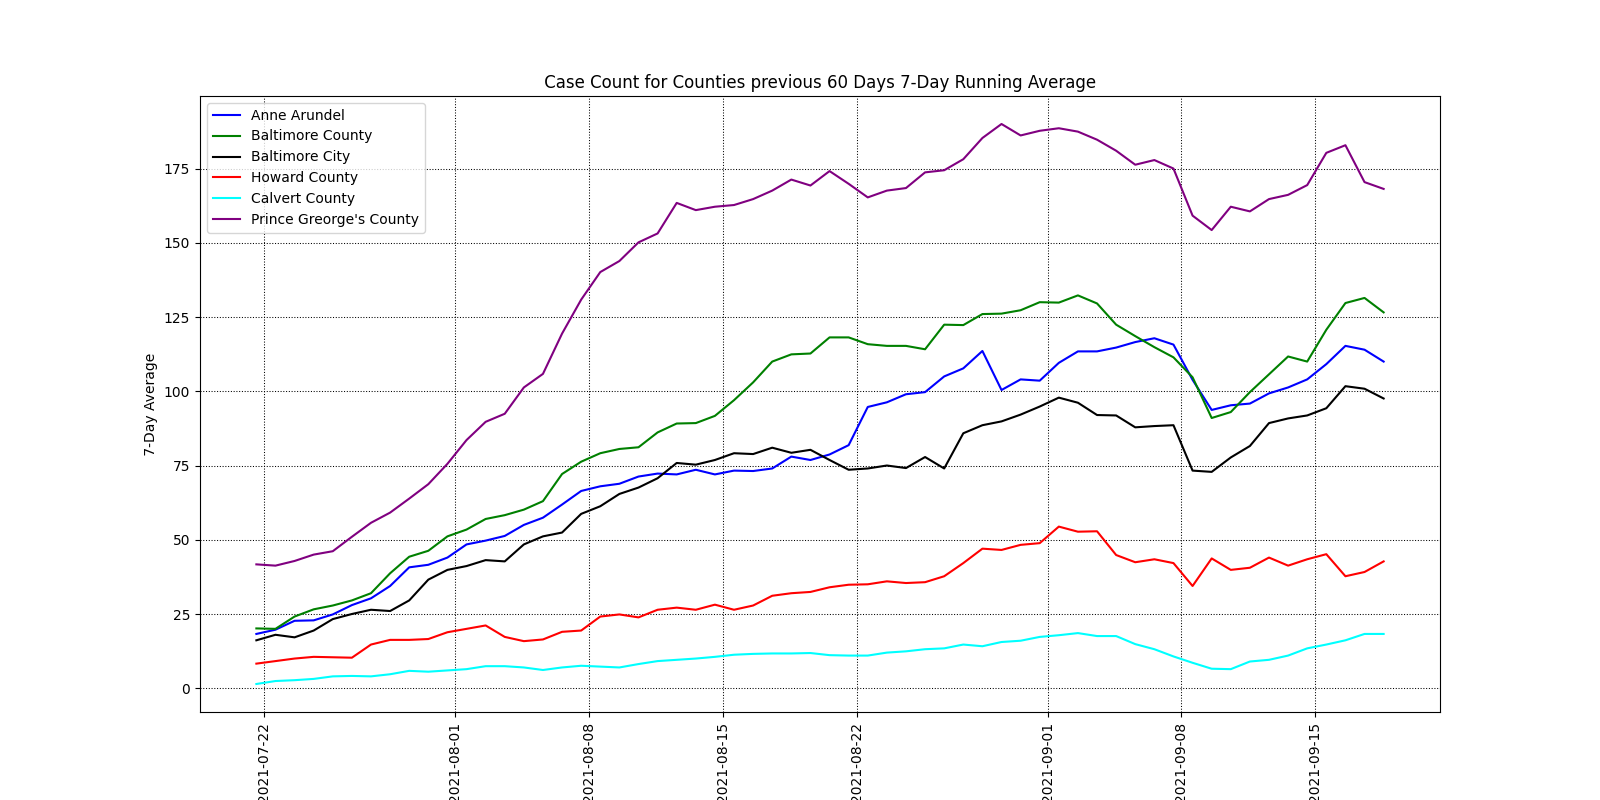 Case Count for Counties previous 60 Days 7-Day Running Average
Anne Arundel
Baltimore County
Baltimore City
Howard County
Calvert County
Prince Greorge's County
7-Day Average
175
150
125
100
75
50
25
0
2021-07-22
2021-08-01
2021-08-08
2021-08-15
2021-08-22
2021-09-01
2021-09-08
2021-09-15